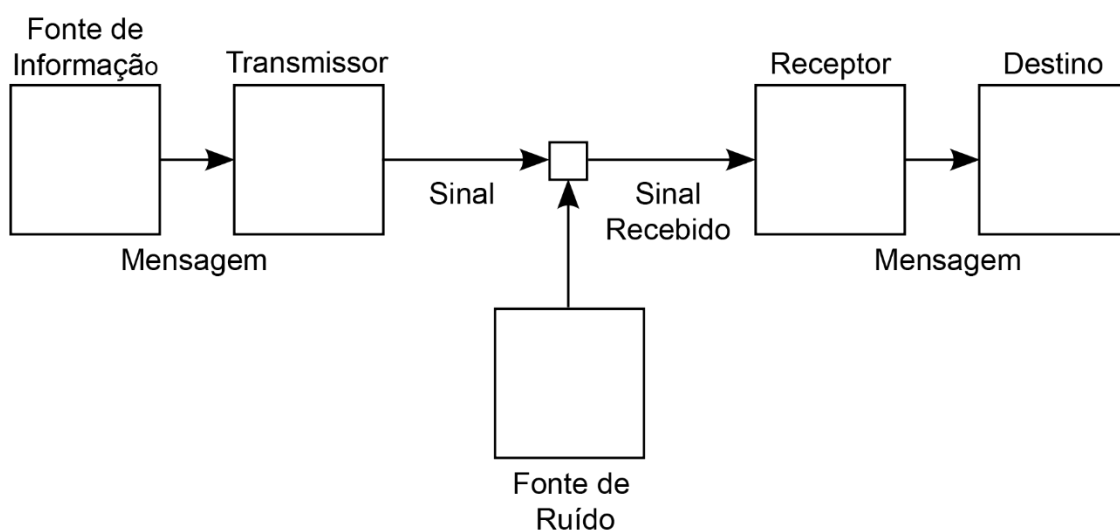 Fonte de
Informação
Transmissor
Receptor
Destino
Sinal
Sinal
Recebido
Mensagem
Mensagem
Fonte de
Ruído